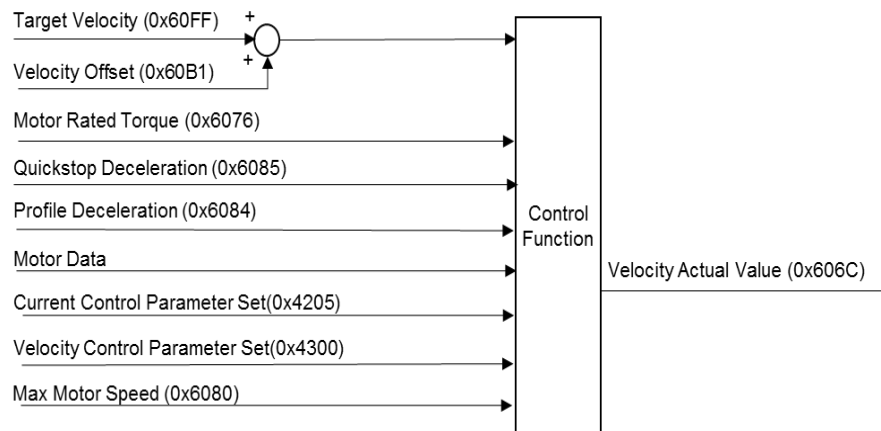 Target Velocity (0x60FF)
+
+
Velocity Offset (0x60B1)
Motor Rated Torque (0x6076)
Quickstop Deceleration (0x6085)
Profile Deceleration (0x6084)
Control
Function
Motor Data
Velocity Actual Value (0x606C)
Current Control Parameter Set(0x4205)
Velocity Control Parameter Set(0x4300)
Max Motor Speed (0x6080)